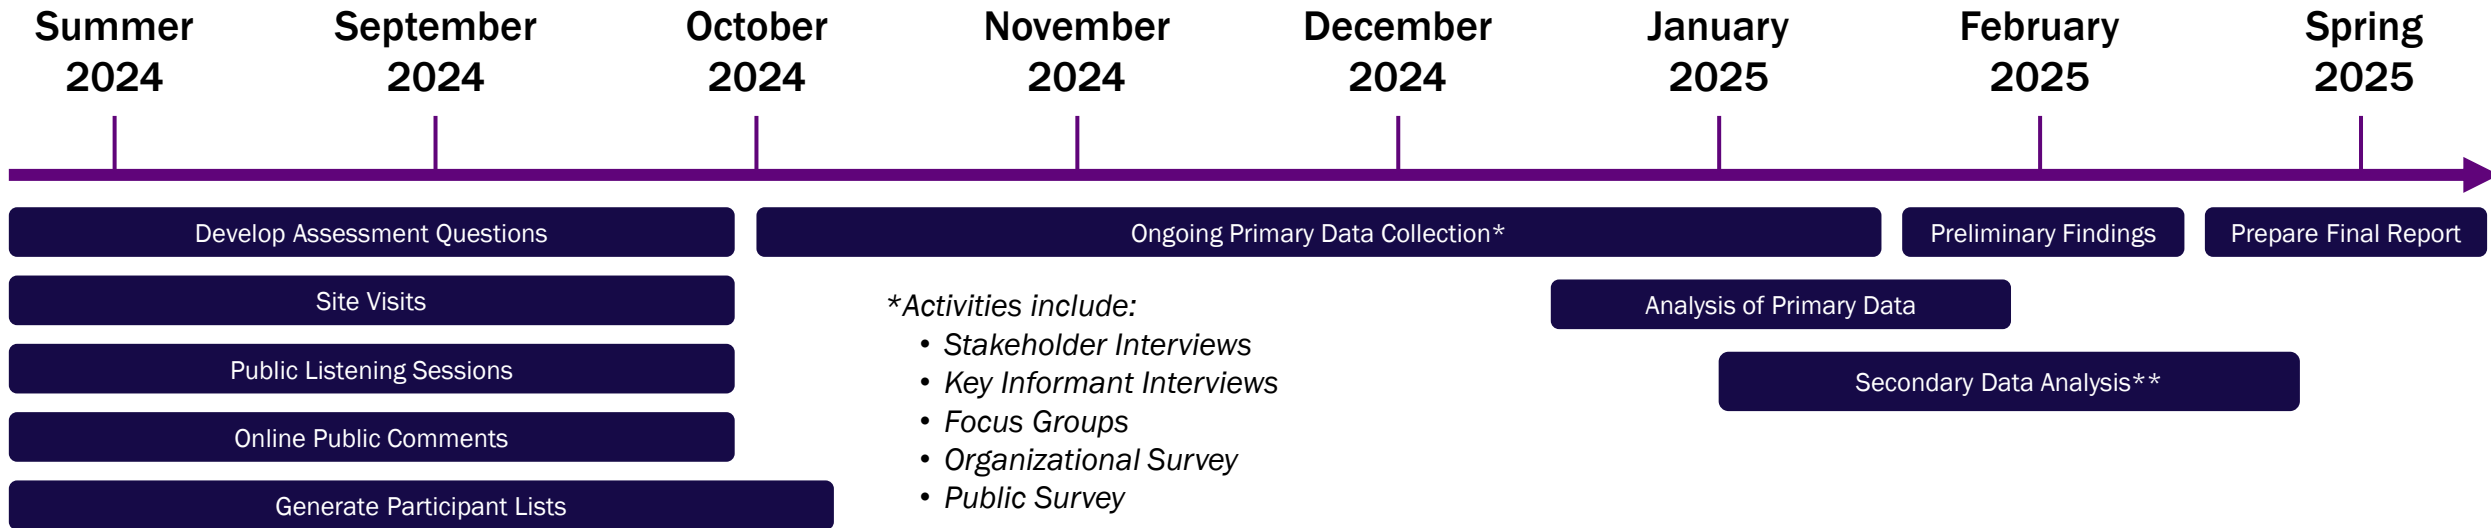 Summer September October November December January February Spring
2024 2024 2024 2024 2024 2025 2025 2025
Develop Assessment Questions
Ongoing Primary Data Collection*
Preliminary Findings
Prepare Final Report
Site Visits
Analysis of Primary Data
Public Listening Sessions
Secondary Data Analysis**
Online Public Comments
Generate Participant Lists
*Activities include:
• Stakeholder Interviews
• Key Informant Interviews
• Focus Groups
• Organizational Survey
• Public Survey